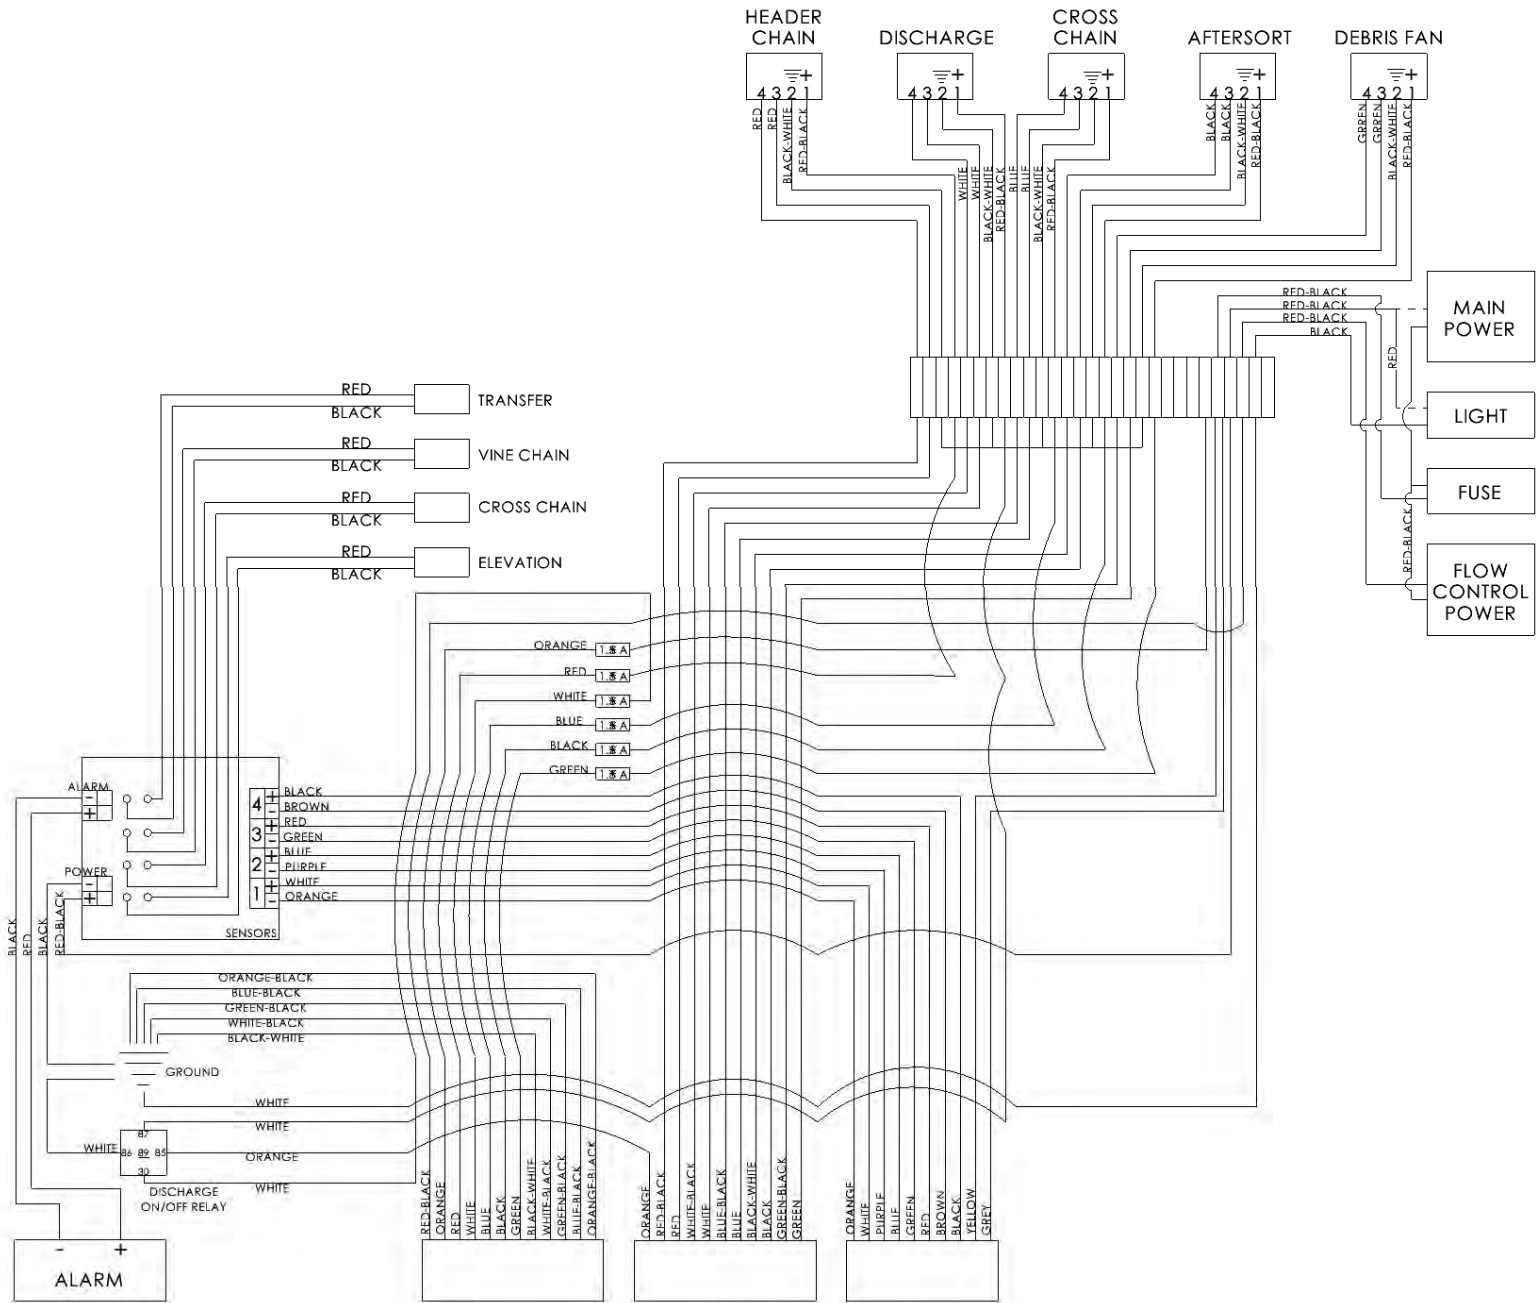 HEADER
CHAIN
DISCHARGE
CROSS
CHAIN
AFTERSORT
DEBRIS FAN
+
4 3 2 1
+
4 3 2 1
+
4 3 2 1
+
4 3 2 1
+
4 3 2 1
RED
RED
BLACK-WHITE
RED-BLACK
WHITE
WHITE
BLACK-WHITE
RED-BLACK
BLUE
BLUE
BLACK-WHITE
RED-BLACK
BLACK
BLACK
BLACK-WHITE
RED-BLACK
GRREN
GRREN
BLACK-WHITE
RED-BLACK
RED-BLACK
RED-BLACK
RED-BLACK
BLACK
RED
MAIN
POWER
LIGHT
FUSE
RED-BLACK
FLOW
CONTROL
POWER
RED
BLACK
TRANSFER
RED
BLACK
VINE CHAIN
RED
BLACK
CROSS CHAIN
RED
BLACK
ELEVATION
ORANGE
RED
WHITE
BLUE
BLACK
GREEN
ALARM
-
+
POWER
-
+
4 + BLACK
- BROWN
3 + RED
- GREEN
2 + BLUE
- PURPLE
1 + WHITE
- ORANGE
SENSORS
BLACK
RED
BLACK
RED-BLACK
ORANGE-BLACK
BLUE-BLACK
GREEN-BLACK
WHITE-BLACK
BLACK-WHITE
GROUND
WHITE
WHITE
WHITE
87
86 89 85
30
ORANGE
WHITE
DISCHARGE
ON/OFF RELAY
- +
ALARM
RED-BLACK
ORANGE
RED
WHITE
BLUE
BLACK
GREEN
BLACK-WHITE
WHITE-BLACK
GREEN-BLACK
BLUE-BLACK
ORANGE-BLACK
ORANGE
RED-BLACK
RED
WHITE-BLACK
WHITE
BLUE-BLACK
BLUE
BLACK-WHITE
BLACK
GREEN-BLACK
GREEN
ORANGE
WHITE
PURPLE
BLUE
GREEN
RED
BROWN
BLACK
YELLOW
GREY